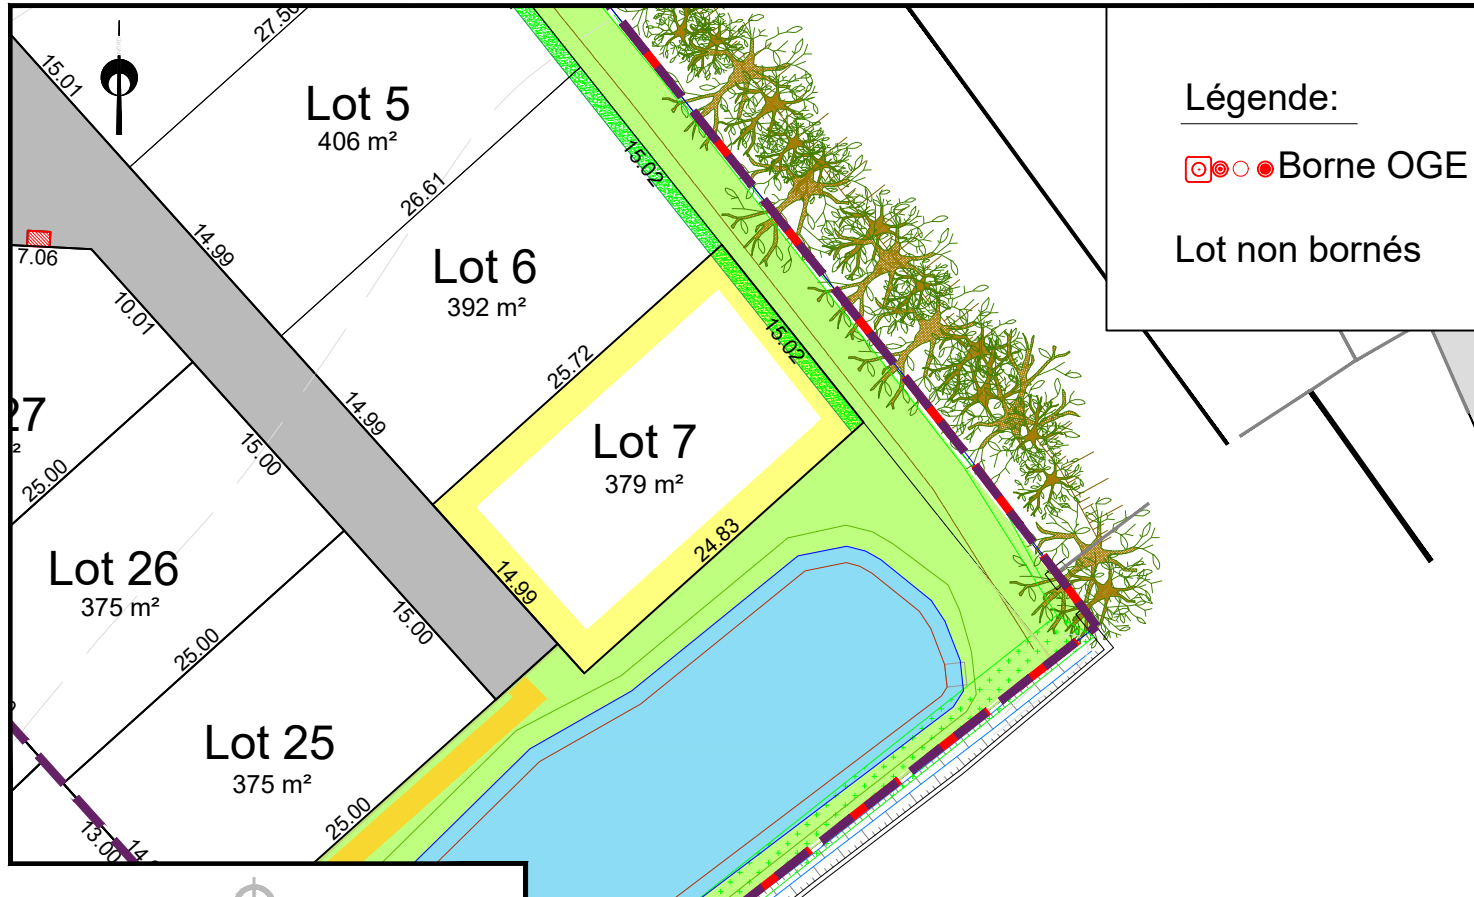 27.50
15.01
Lot 5
406 m²
15.02
26.61
14.99
7.06
Lot 6
392 m²
10.01
15.02
25.72
14.99
27
²
Lot 7
379 m²
15.00
25.00
24.83
14.99
Lot 26
375 m²
15.00
25.00
Lot 25
375 m²
25.00
13.00
Légende:
Borne OGE
Lot non bornés